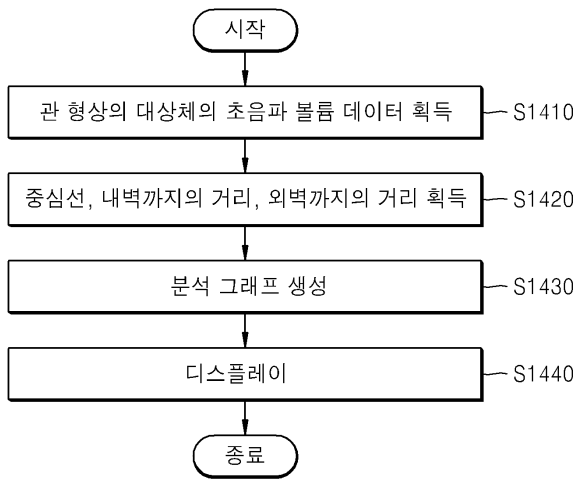 시작
관 형상의 대상체의 초음파 볼륨 데이터 획득
S1410
중심선, 내벽까지의 거리, 외벽까지의 거리 획득
S1420
분석 그래프 생성
S1430
디스플레이
S1440
종료